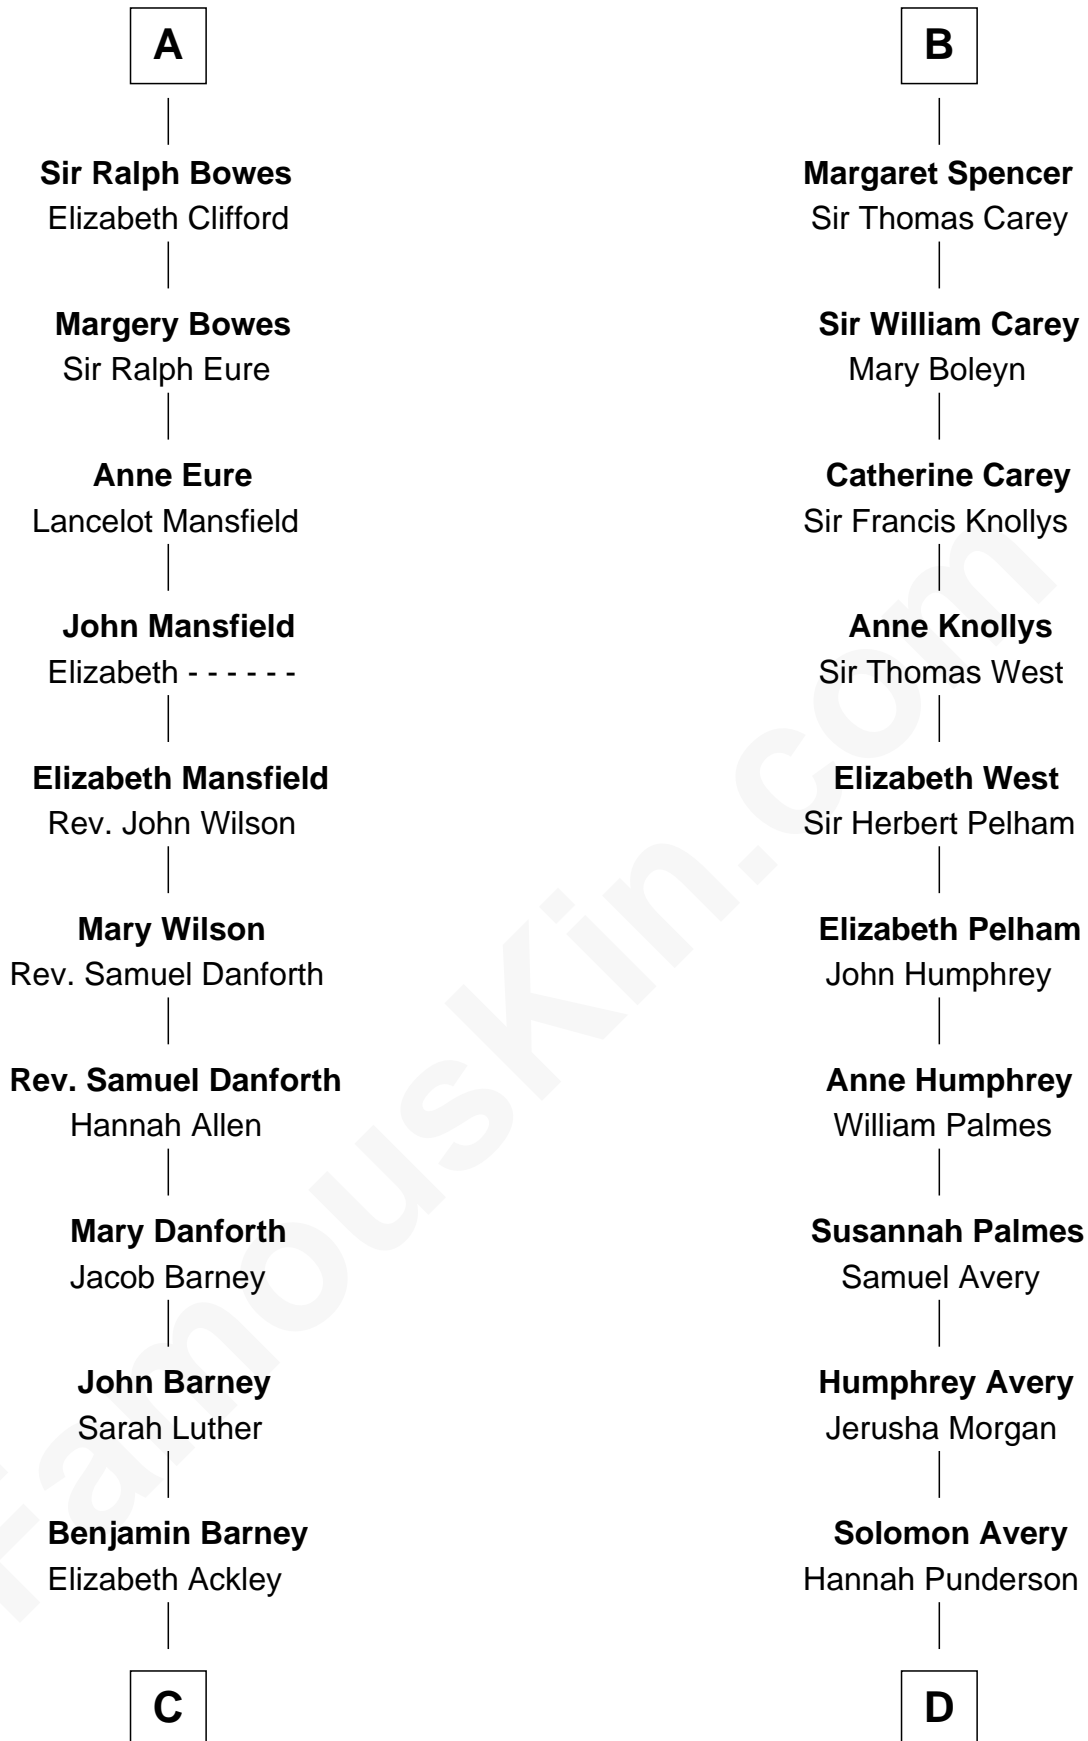 A
Sir Ralph Bowes
Elizabeth Clifford
Margery Bowes
Sir Ralph Eure
Anne Eure
Lancelot Mansfield
John Mansfield
Elizabeth - - - - - -
Elizabeth Mansfield
Rev. John Wilson
Mary Wilson
Rev. Samuel Danforth
Rev. Samuel Danforth
Hannah Allen
Mary Danforth
Jacob Barney
John Barney
Sarah Luther
Benjamin Barney
Elizabeth Ackley
C
B
Margaret Spencer
Sir Thomas Carey
Sir William Carey
Mary Boleyn
Catherine Carey
Sir Francis Knollys
Anne Knollys
Sir Thomas West
Elizabeth West
Sir Herbert Pelham
Elizabeth Pelham
John Humphrey
Anne Humphrey
William Palmes
Susannah Palmes
Samuel Avery
Humphrey Avery
Jerusha Morgan
Solomon Avery
Hannah Punderson
D
FamousKin.com